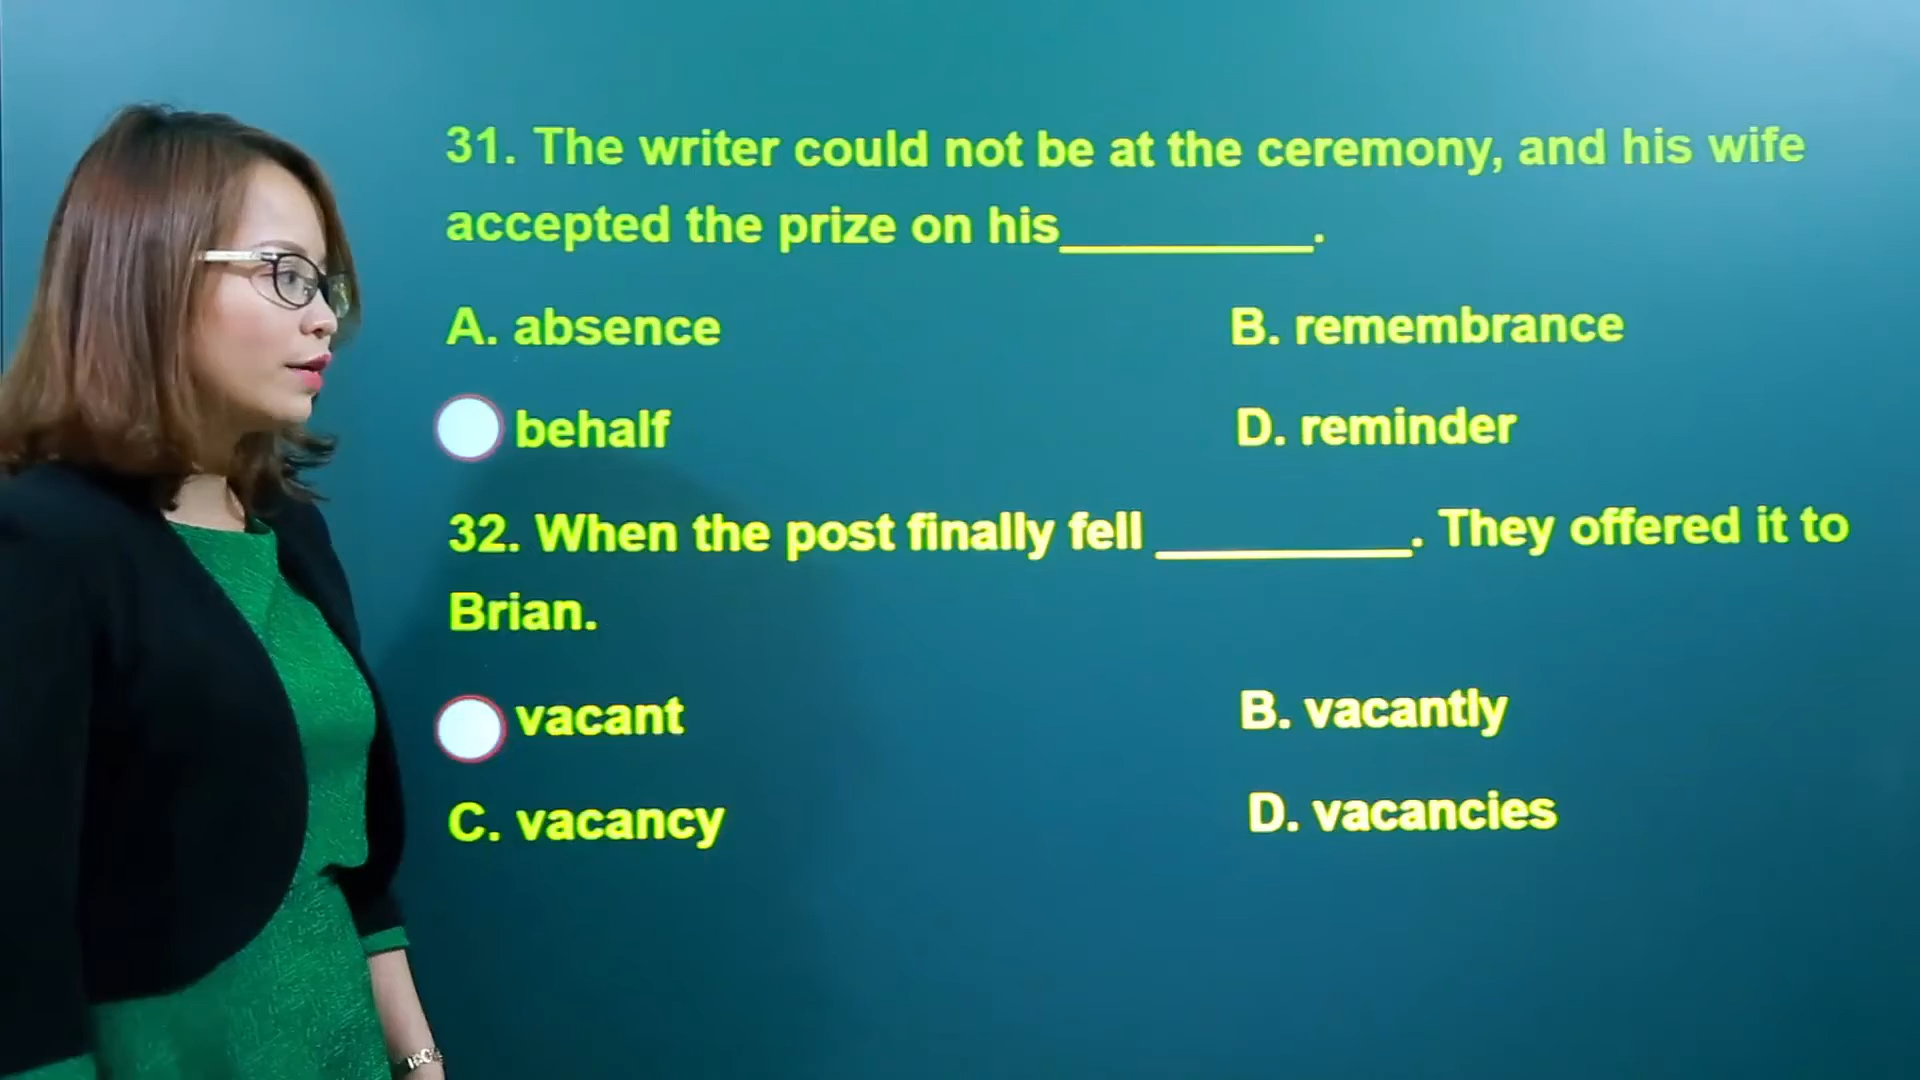 31. The writer could not be at the ceremony, and his wife
accepted the prize on his_________.
A. absence B. remembrance
behalf D. reminder
32. When the post finally fell _________. They offered it to
Brian.
vacant B. vacantly
C. vacancy D. vacancies